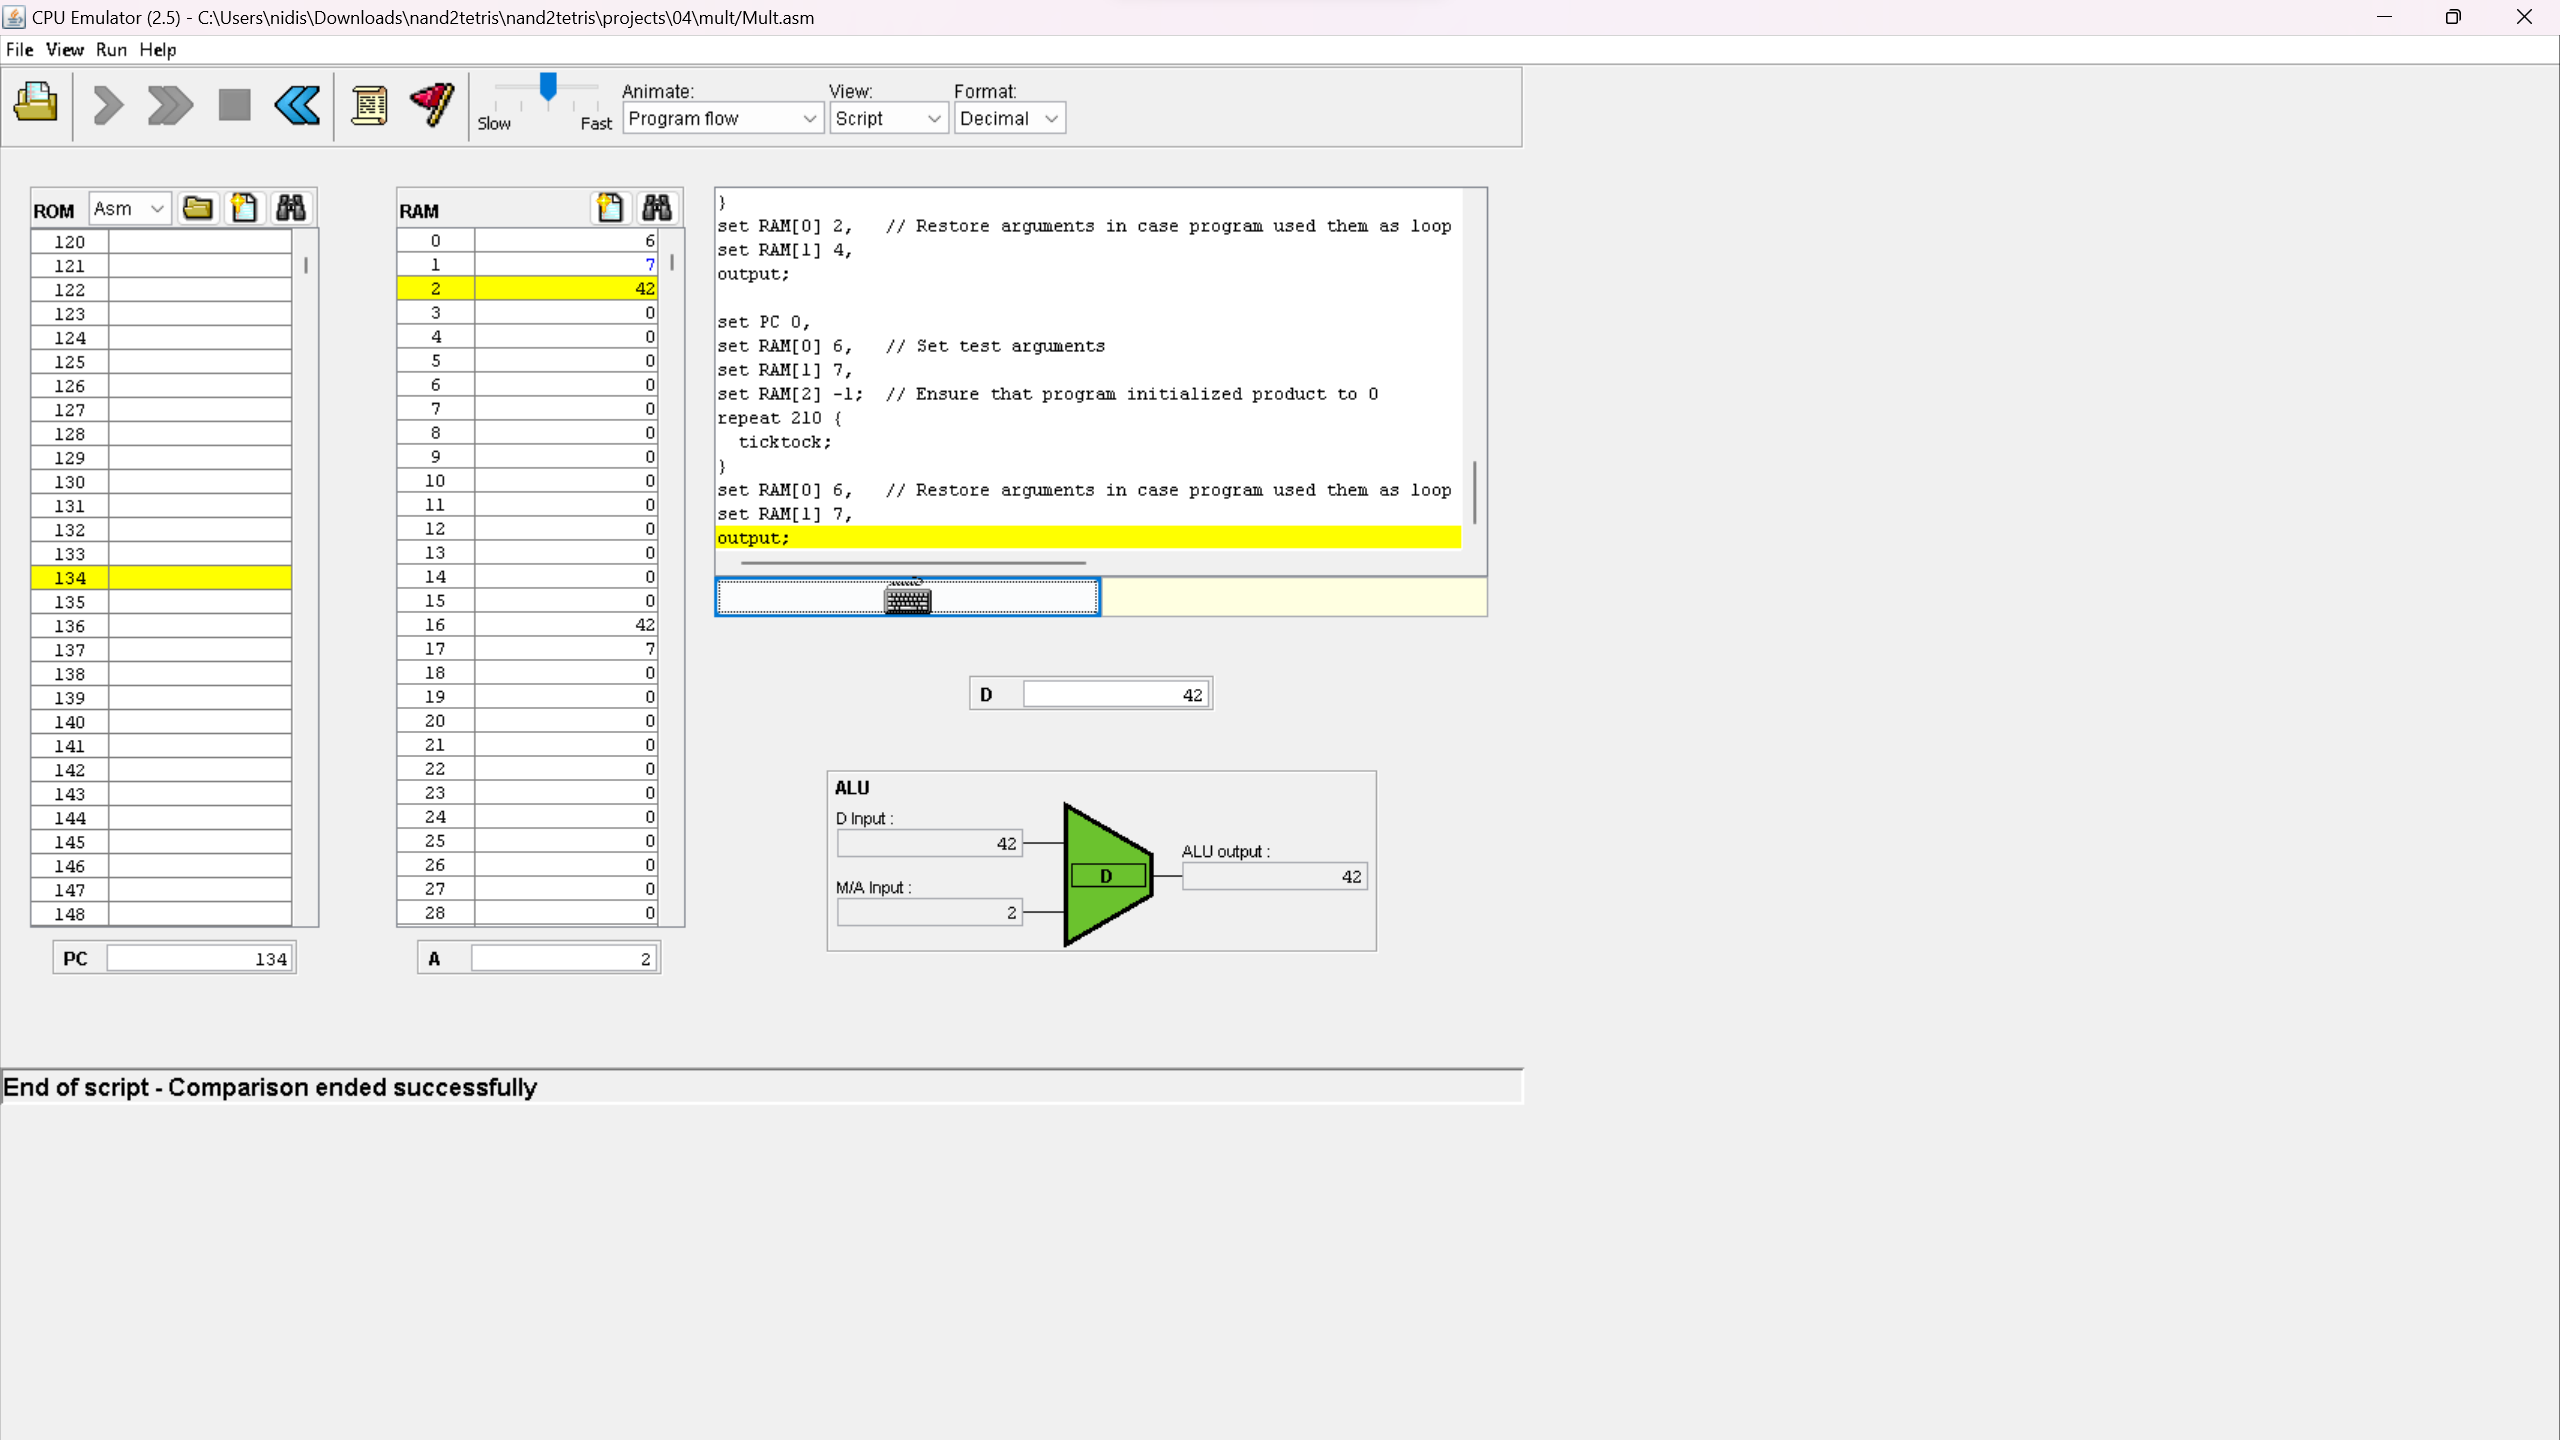 CPU Emulator (2.5) - C:\Users\nidis\Downloads\nand2tetris\nand2tetris\projects\04\mult/Mult.asm
File View Run Help
Slow Fast
Animate:
Program flow
View:
Script
Format:
Decimal
ROM Asm
120
121
122
123
124
125
126
127
128
129
130
131
132
133
134
135
136
137
138
139
140
141
142
143
144
145
146
147
148
PC 134
RAM
0 6
1 7
2 42
3 0
4 0
5 0
6 0
7 0
8 0
9 0
10 0
11 0
12 0
13 0
14 0
15 0
16 42
17 7
18 0
19 0
20 0
21 0
22 0
23 0
24 0
25 0
26 0
27 0
28 0
A 2
}
set RAM[0] 2,   // Restore arguments in case program used them as loop
set RAM[1] 4,
output;
set PC 0,
set RAM[0] 6,   // Set test arguments
set RAM[1] 7,
set RAM[2] -1;  // Ensure that program initialized product to 0
repeat 210 {
  ticktock;
}
set RAM[0] 6,   // Restore arguments in case program used them as loop
set RAM[1] 7,
output;
D 42
ALU
D Input :
42
M/A Input :
2
D
ALU output :
42
End of script - Comparison ended successfully